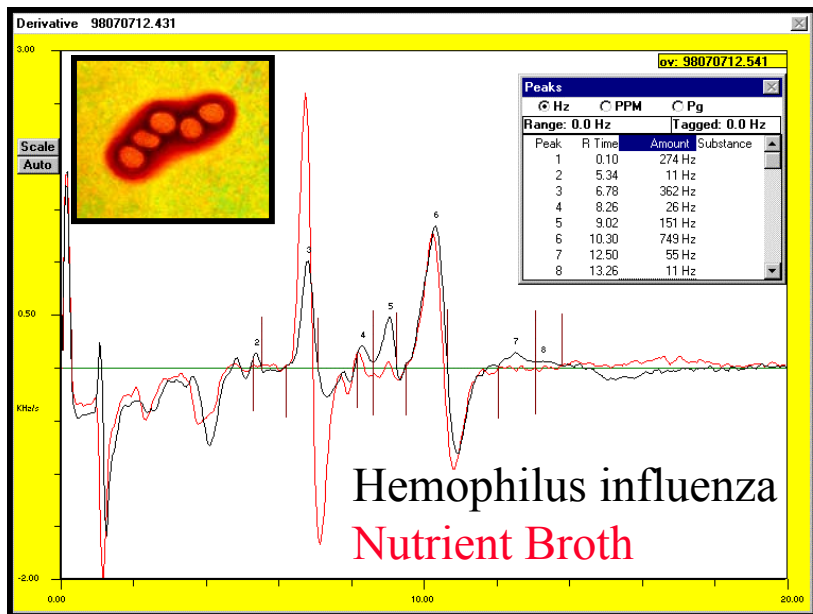 Derivative 98070712.431
3.00
ov: 98070712.541
Peaks
Hz PPM Pg
Range: 0.0 Hz Tagged: 0.0 Hz
Peak R Time Amount Substance
1 0.10 274 Hz
2 5.34 11 Hz
3 6.78 362 Hz
4 8.26 26 Hz
5 9.02 151 Hz
6 10.30 749 Hz
7 12.50 55 Hz
8 13.26 11 Hz
Scale
Auto
6
3
5
0.50
4
2
7
8
KHz/s
Hemophilus influenza
Nutrient Broth
-2.00
0.00 10.00 20.00